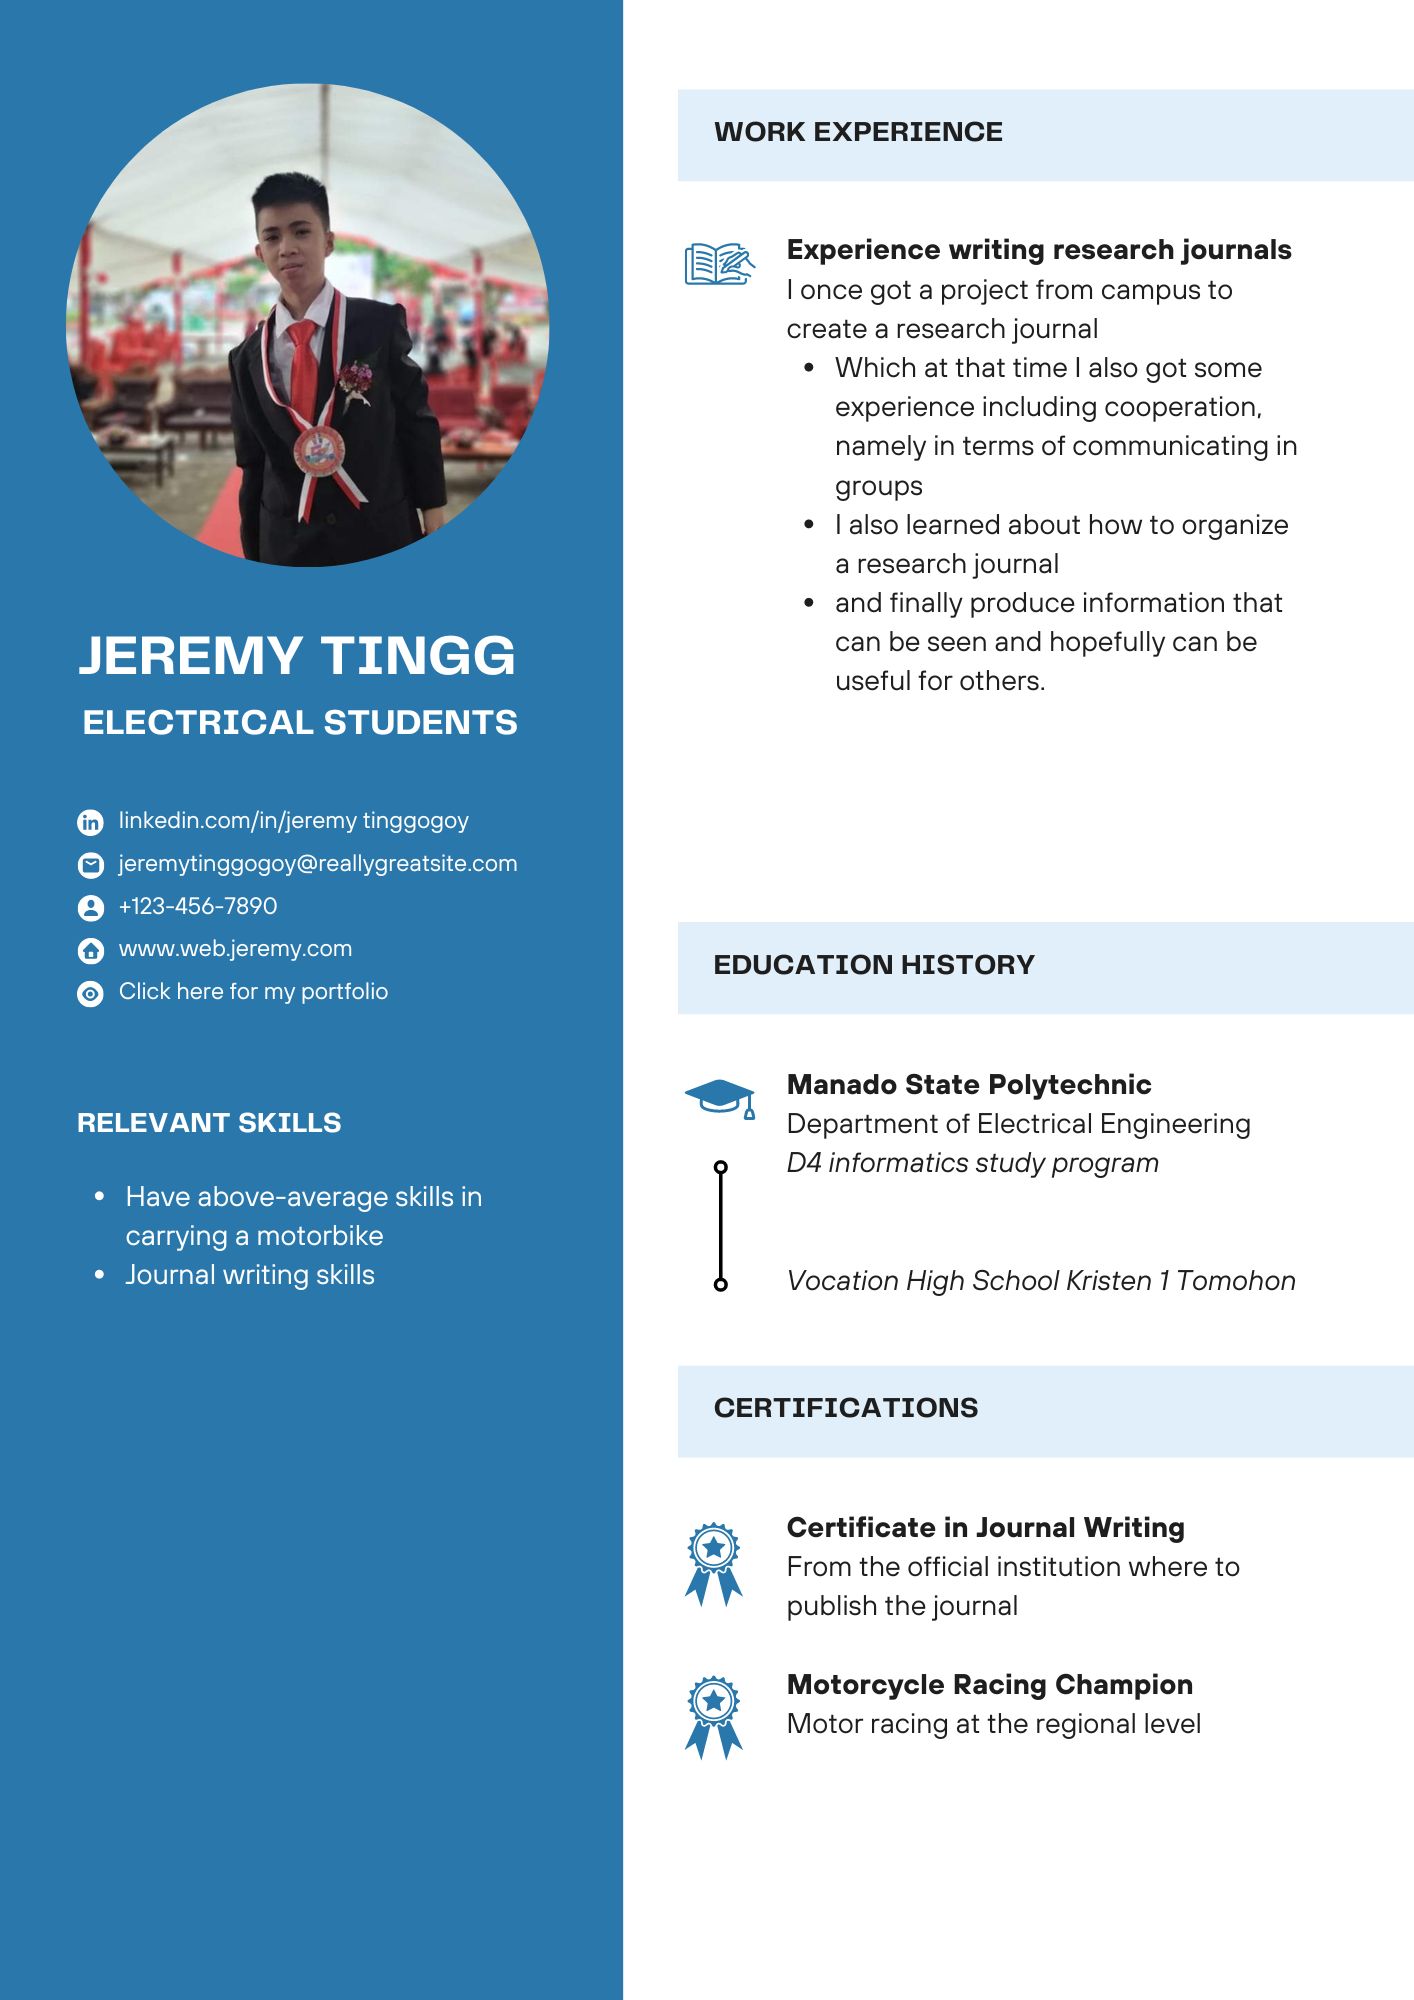 JEREMY TINGG
ELECTRICAL STUDENTS
linkedin.com/in/jeremy tinggogoy
jeremytinggogoy@reallygreatsite.com
+123-456-7890
www.web.jeremy.com
Click here for my portfolio
RELEVANT SKILLS
• Have above-average skills in
carrying a motorbike
• Journal writing skills
WORK EXPERIENCE
Experience writing research journals
I once got a project from campus to
create a research journal
• Which at that time I also got some
experience including cooperation,
namely in terms of communicating in
groups
• I also learned about how to organize
a research journal
• and finally produce information that
can be seen and hopefully can be
useful for others.
EDUCATION HISTORY
Manado State Polytechnic
Department of Electrical Engineering
D4 informatics study program
Vocation High School Kristen 1 Tomohon
CERTIFICATIONS
Certificate in Journal Writing
From the official institution where to
publish the journal
Motorcycle Racing Champion
Motor racing at the regional level